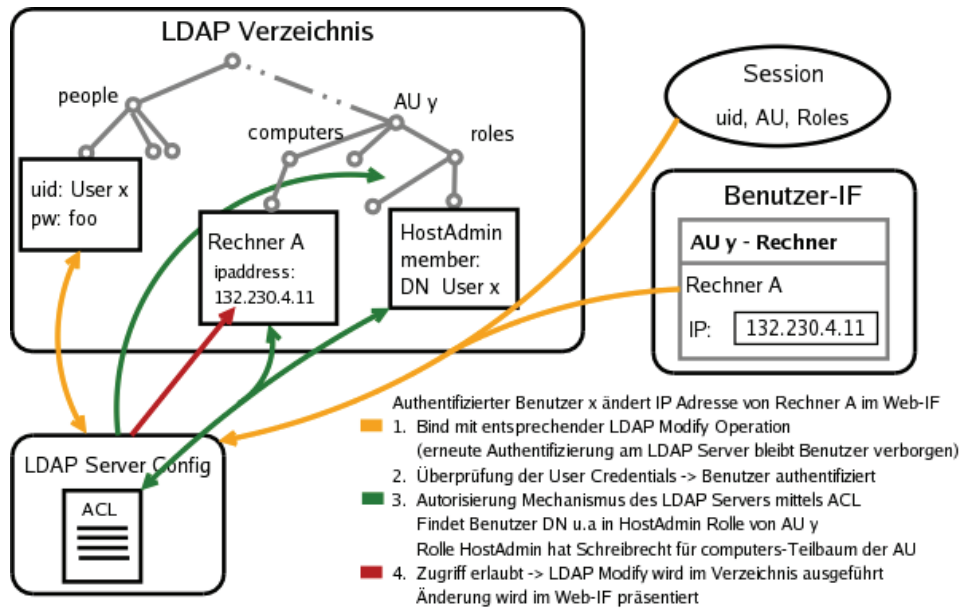 LDAP Verzeichnis
people
AU y
computers
roles
uid: User x
pw: foo
Rechner A
ipaddress:
132.230.4.11
HostAdmin
member:
DN User x
Session
uid, AU, Roles
Benutzer-IF
AU y - Rechner
Rechner A
IP: 132.230.4.11
LDAP Server Config
ACL
Authentifizierter Benutzer x ändert IP Adresse von Rechner A im Web-IF
1. Bind mit entsprechender LDAP Modify Operation
(erneute Authentifizierung am LDAP Server bleibt Benutzer verborgen)
2. Überprüfung der User Credentials -> Benutzer authentifiziert
3. Autorisierung Mechanismus des LDAP Servers mittels ACL
Findet Benutzer DN u.a in HostAdmin Rolle von AU y
Rolle HostAdmin hat Schreibrecht für computers-Teilbaum der AU
4. Zugriff erlaubt -> LDAP Modify wird im Verzeichnis ausgeführt
Änderung wird im Web-IF präsentiert